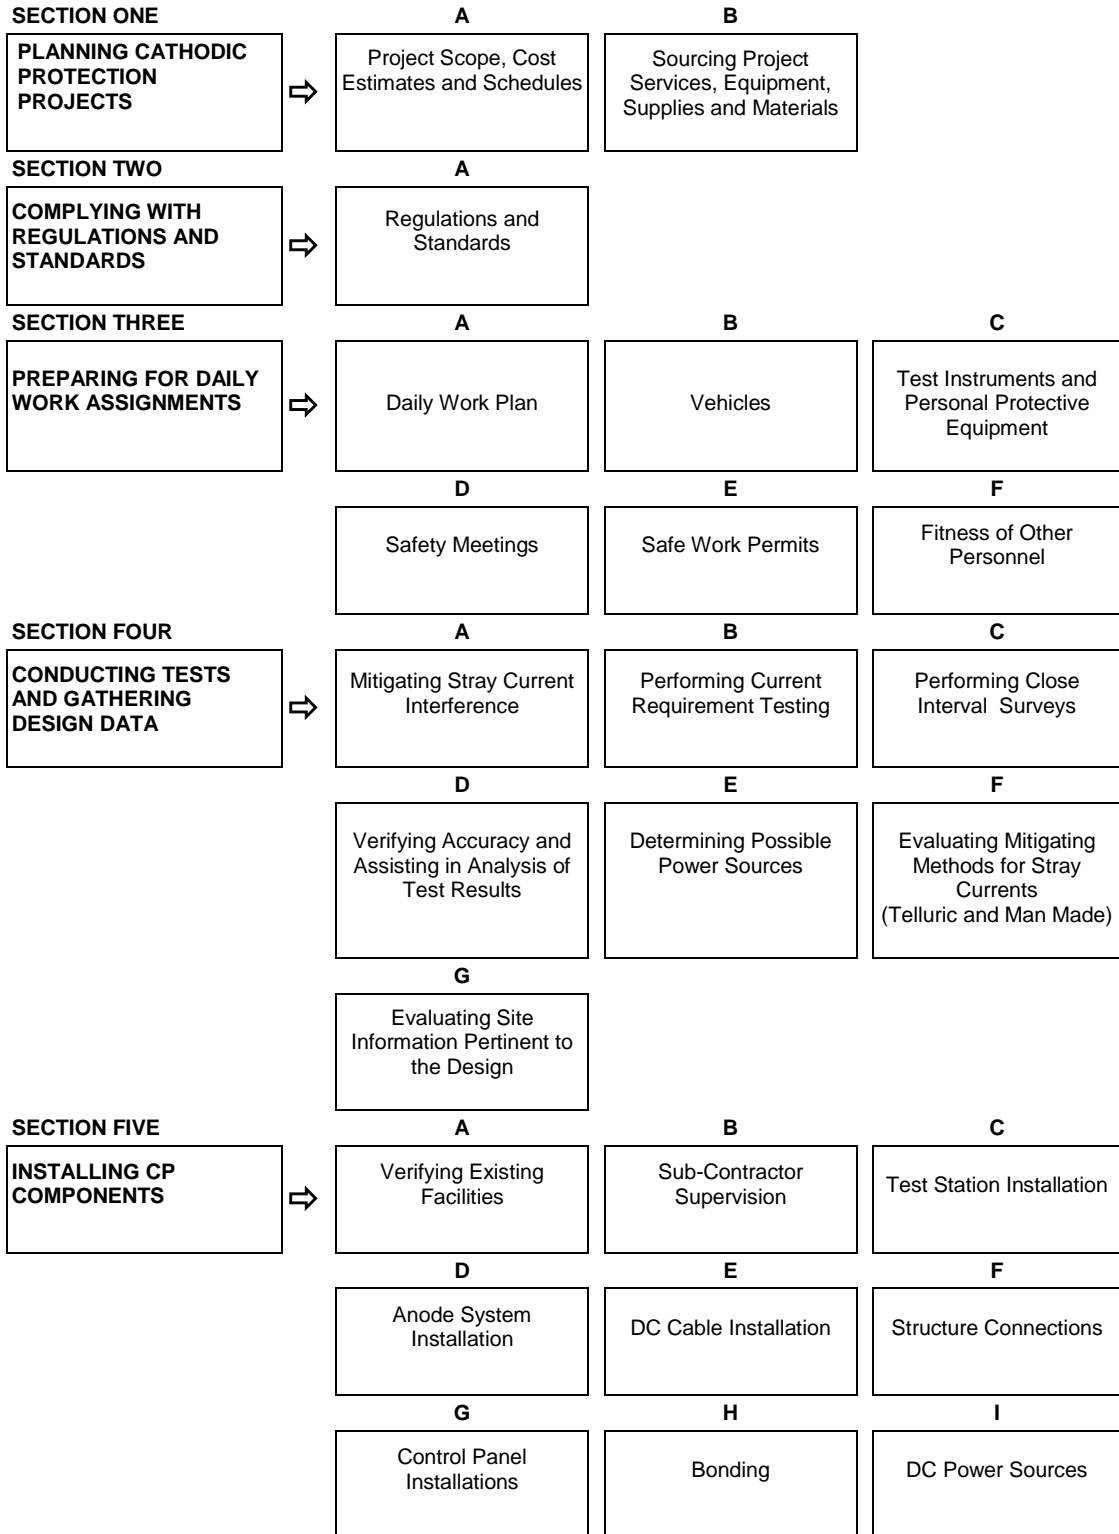 SECTION ONE
A
B
PLANNING CATHODIC
PROTECTION
PROJECTS
Project Scope, Cost
Estimates and Schedules
Sourcing Project
Services, Equipment,
Supplies and Materials
SECTION TWO
A
COMPLYING WITH
REGULATIONS AND
STANDARDS
Regulations and
Standards
SECTION THREE
A
B
C
PREPARING FOR DAILY
WORK ASSIGNMENTS
Daily Work Plan
Vehicles
Test Instruments and
Personal Protective
Equipment
D
E
F
Safety Meetings
Safe Work Permits
Fitness of Other
Personnel
SECTION FOUR
A
B
C
CONDUCTING TESTS
AND GATHERING
DESIGN DATA
Mitigating Stray Current
Interference
Performing Current
Requirement Testing
Performing Close
Interval Surveys
D
E
F
Verifying Accuracy and
Assisting in Analysis of
Test Results
Determining Possible
Power Sources
Evaluating Mitigating
Methods for Stray
Currents
(Telluric and Man Made)
G
Evaluating Site
Information Pertinent to
the Design
SECTION FIVE
A
B
C
INSTALLING CP
COMPONENTS
Verifying Existing
Facilities
Sub-Contractor
Supervision
Test Station Installation
D
E
F
Anode System
Installation
DC Cable Installation
Structure Connections
G
H
I
Control Panel
Installations
Bonding
DC Power Sources